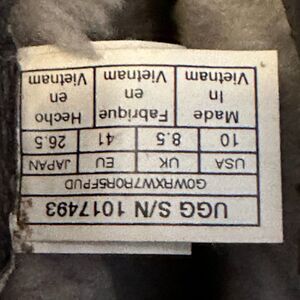 UGG S/N 1017493
G0WRXW7R0R5FPUD
USA UK EU JAPAN
10 8.5 41 26.5
Made Fabrique Hecho
In en en
Vietnam Vietnam Vietnam